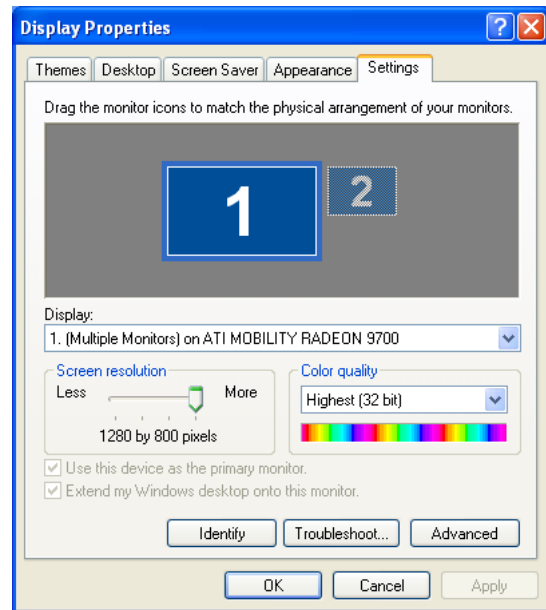 Display Properties
Themes Desktop Screen Saver Appearance Settings
Drag the monitor icons to match the physical arrangement of your monitors.
1 2
Display:
1. (Multiple Monitors) on ATI MOBILITY RADEON 9700
Screen resolution Color quality
Less More Highest (32 bit)
1280 by 800 pixels
Use this device as the primary monitor.
Extend my Windows desktop onto this monitor.
Identify Troubleshoot... Advanced
OK Cancel Apply